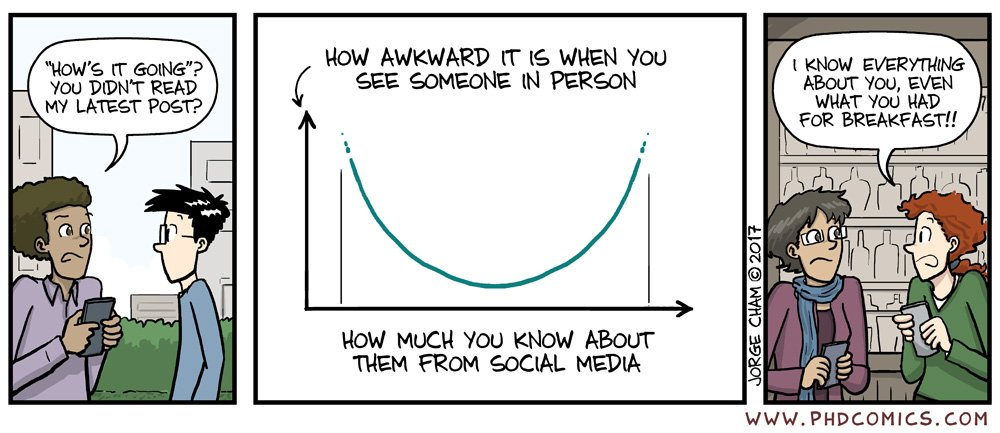 "HOW'S IT GOING"?
YOU DIDN'T READ
MY LATEST POST?
HOW AWKWARD IT IS WHEN YOU
SEE SOMEONE IN PERSON
HOW MUCH YOU KNOW ABOUT
THEM FROM SOCIAL MEDIA
JORGE CHAM © 2017
I KNOW EVERYTHING
ABOUT YOU, EVEN
WHAT YOU HAD
FOR BREAKFAST!!
WWW.PHDCOMICS.COM